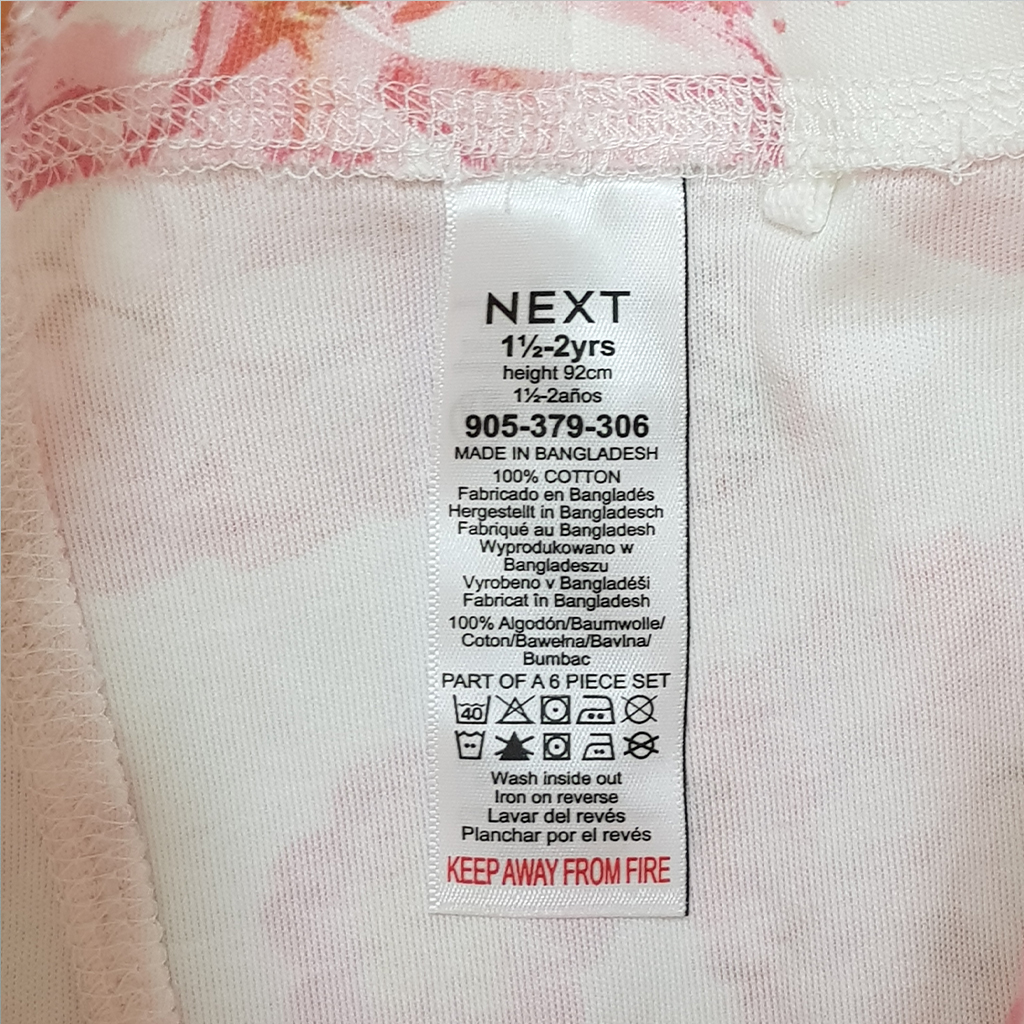 NEXT
1½-2yrs
height 92cm
1½-2años
905-379-306
MADE IN BANGLADESH
100% COTTON
Fabricado en Bangladés
Hergestellt in Bangladesch
Fabriqué au Bangladesh
Wyprodukowano w
Bangladeszu
Vyrobeno v Bangladéši
Fabricat în Bangladesh
100% Algodón/Baumwolle/
Coton/Bawełna/Bavlna/
Bumbac
PART OF A 6 PIECE SET
40
Wash inside out
Iron on reverse
Lavar del revés
Planchar por el revés
KEEP AWAY FROM FIRE